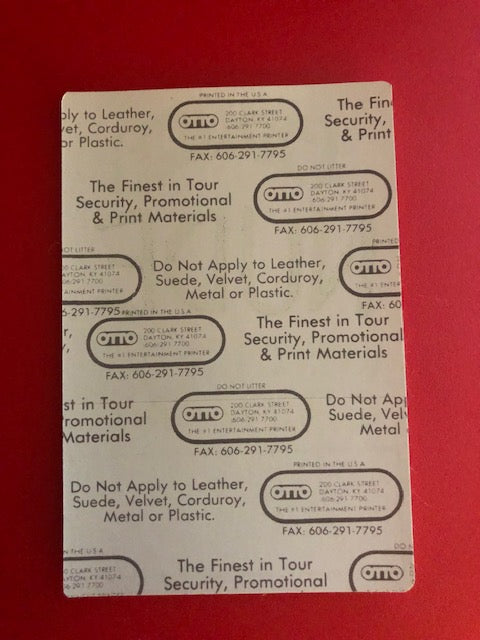 PRINTED IN THE U.S.A.
ply to Leather,
vet, Corduroy,
or Plastic.
OTTO
200 CLARK STREET
DAYTON, KY 41074
606-291-7700
THE #1 ENTERTAINMENT PRINTER
FAX: 606-291-7795
The Fin
Security,
& Print
DO NOT LITTER
The Finest in Tour
Security, Promotional
& Print Materials
OTTO
200 CLARK STREET
DAYTON, KY 41074
606-291-7700
THE #1 ENTERTAINMENT PRINTER
FAX: 606-291-7795
NOT LITTER
CLARK STREET
DAYTON, KY 41074
606-291-7700
ENTERTAINMENT PRINTER
6-291-7795
Do Not Apply to Leather,
Suede, Velvet, Corduroy,
Metal or Plastic.
PRINTED
OTTO
THE #1 ENTE
FAX: 60
PRINTED IN THE U.S.A.
r,
y,
OTTO
200 CLARK STREET
DAYTON, KY 41074
606-291-7700
THE #1 ENTERTAINMENT PRINTER
FAX: 606-291-7795
The Finest in Tour
Security, Promotional
& Print Materials
DO NOT LITTER
st in Tour
romotional
Materials
OTTO
200 CLARK STREET
DAYTON, KY 41074
606-291-7700
THE #1 ENTERTAINMENT PRINTER
FAX: 606-291-7795
Do Not Ap
Suede, Velv
Metal
PRINTED IN THE U.S.A.
Do Not Apply to Leather,
Suede, Velvet, Corduroy,
Metal or Plastic.
OTTO
200 CLARK STREET
DAYTON, KY 41074
606-291-7700
THE #1 ENTERTAINMENT PRINTER
FAX: 606-291-7795
N THE U.S.A.
CLARK STREET
YTON, KY 41074
606-291-7700
ENTERTAINMENT PRINTER
The Finest in Tour
Security, Promotional
DO N
OTTO